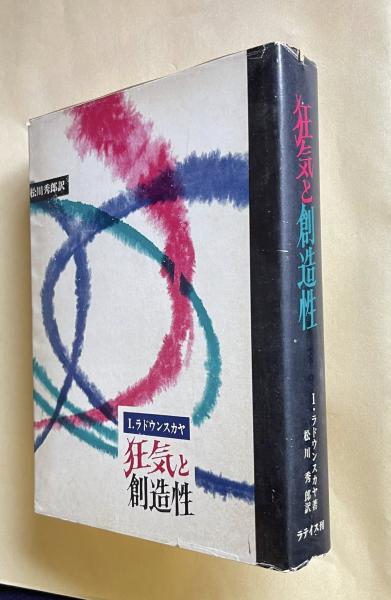 松川秀郎訳
I.ラドウンスカヤ
狂気と
創造性
狂気と創造性
I・ラドウンスカヤ著
松川秀郎訳
ラテイス刊